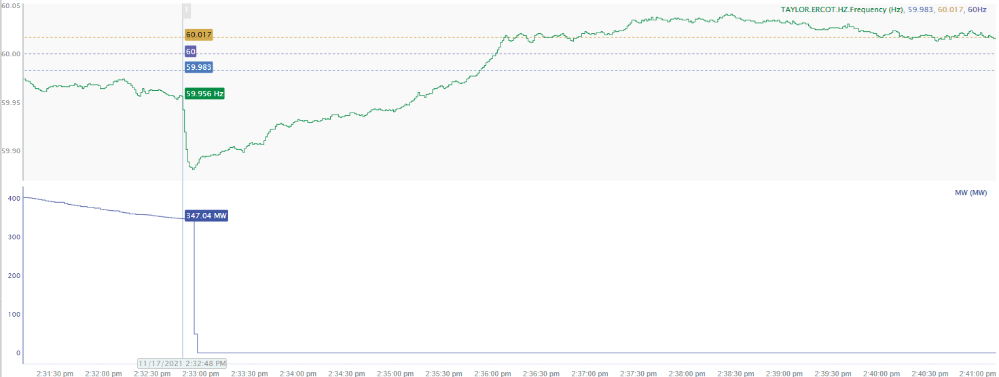 60.05
1
TAYLOR.ERCOT.HZ.Frequency (Hz), 59.983, 60.017, 60Hz
60.017
60
60.00
59.983
59.956 Hz
59.95
59.90
MW (MW)
400
347.04 MW
300
200
100
0
11/17/2021 2:32:48 PM
2:31:30 pm 2:32:00 pm 2:32:30 pm 2:33:00 pm 2:33:30 pm 2:34:00 pm 2:34:30 pm 2:35:00 pm 2:35:30 pm 2:36:00 pm 2:36:30 pm 2:37:00 pm 2:37:30 pm 2:38:00 pm 2:38:30 pm 2:39:00 pm 2:39:30 pm 2:40:00 pm 2:40:30 pm 2:41:00 pm